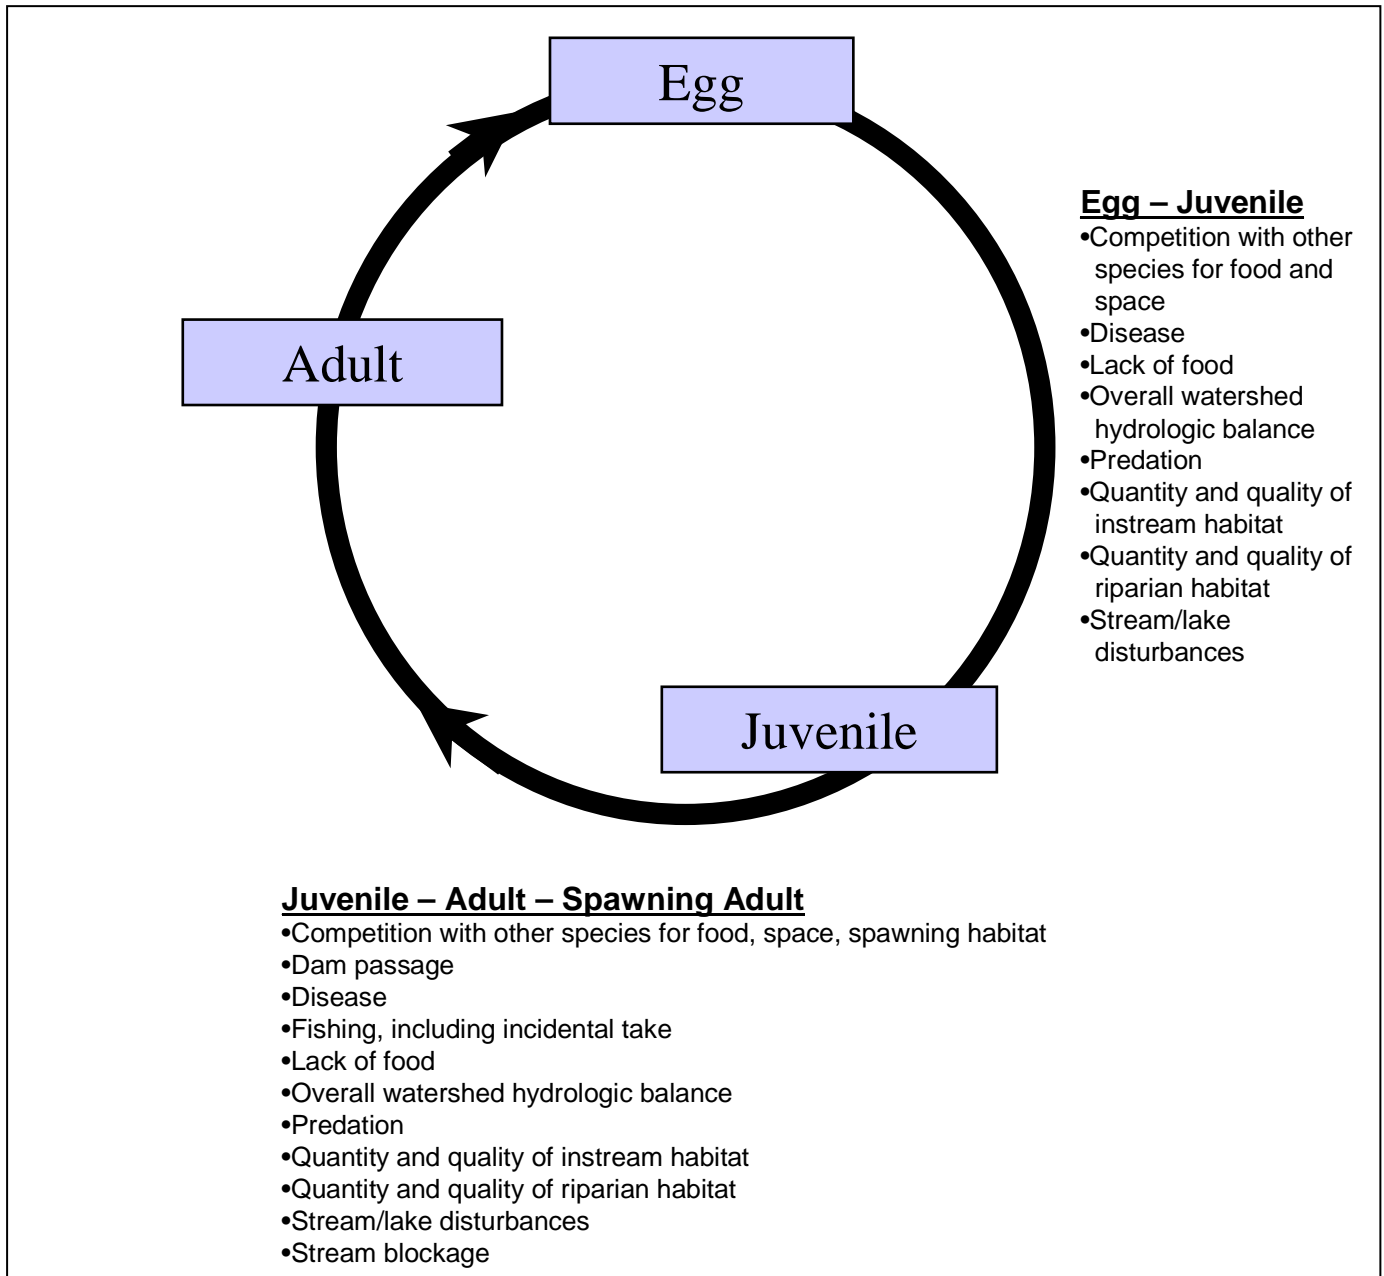 Egg
Egg – Juvenile
•Competition with other
species for food and
space
•Disease
•Lack of food
•Overall watershed
hydrologic balance
•Predation
•Quantity and quality of
instream habitat
•Quantity and quality of
riparian habitat
•Stream/lake
disturbances
Adult
Juvenile
Juvenile – Adult – Spawning Adult
•Competition with other species for food, space, spawning habitat
•Dam passage
•Disease
•Fishing, including incidental take
•Lack of food
•Overall watershed hydrologic balance
•Predation
•Quantity and quality of instream habitat
•Quantity and quality of riparian habitat
•Stream/lake disturbances
•Stream blockage